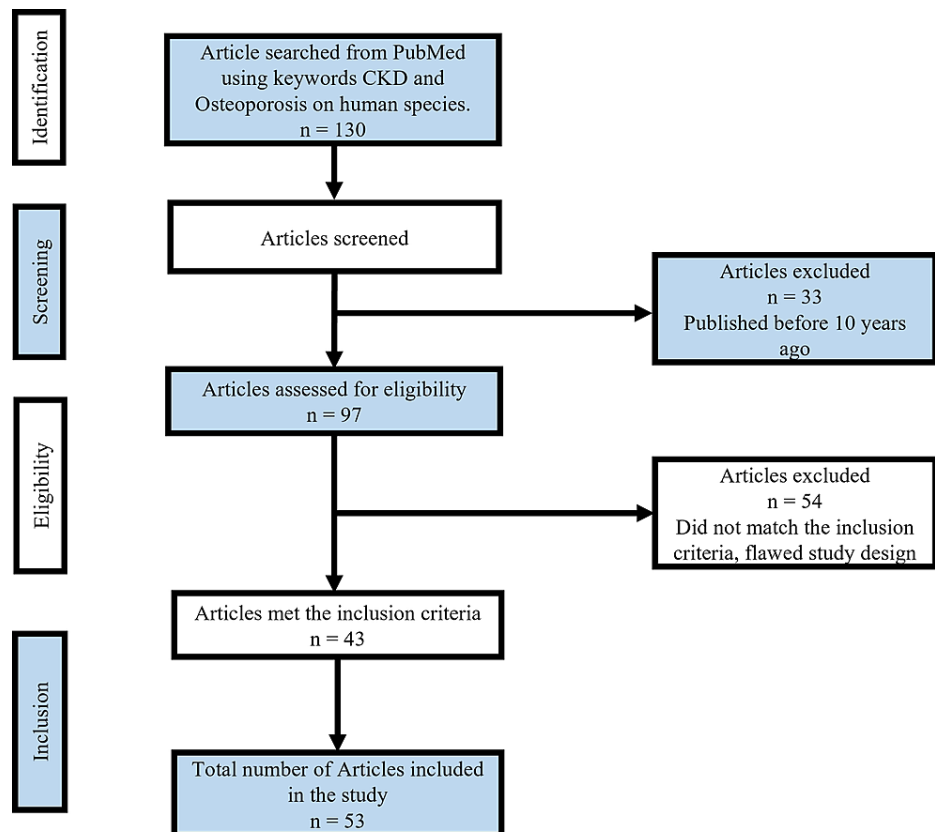 Identification
Article searched from PubMed
using keywords CKD and
Osteoporosis on human species.
n = 130
Screening
Articles screened
Articles excluded
n = 33
Published before 10 years
ago
Articles assessed for eligibility
n = 97
Eligibility
Articles excluded
n = 54
Did not match the inclusion
criteria, flawed study design
Articles met the inclusion criteria
n = 43
Inclusion
Total number of Articles included
in the study
n = 53